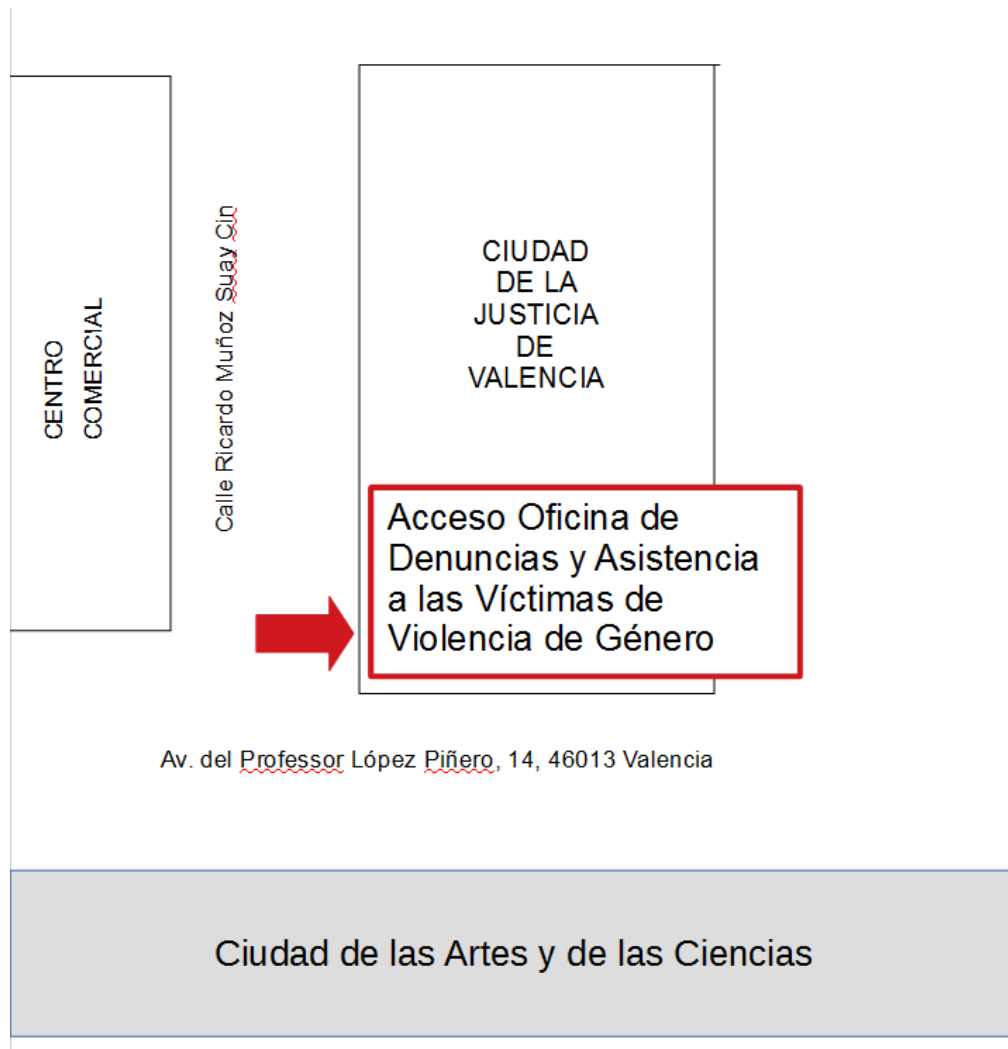 CENTRO
COMERCIAL
Calle Ricardo Muñoz Suay Cin
CIUDAD
DE LA
JUSTICIA
DE
VALENCIA
Acceso Oficina de
Denuncias y Asistencia
a las Víctimas de
Violencia de Género
Av. del Professor López Piñero, 14, 46013 Valencia
Ciudad de las Artes y de las Ciencias